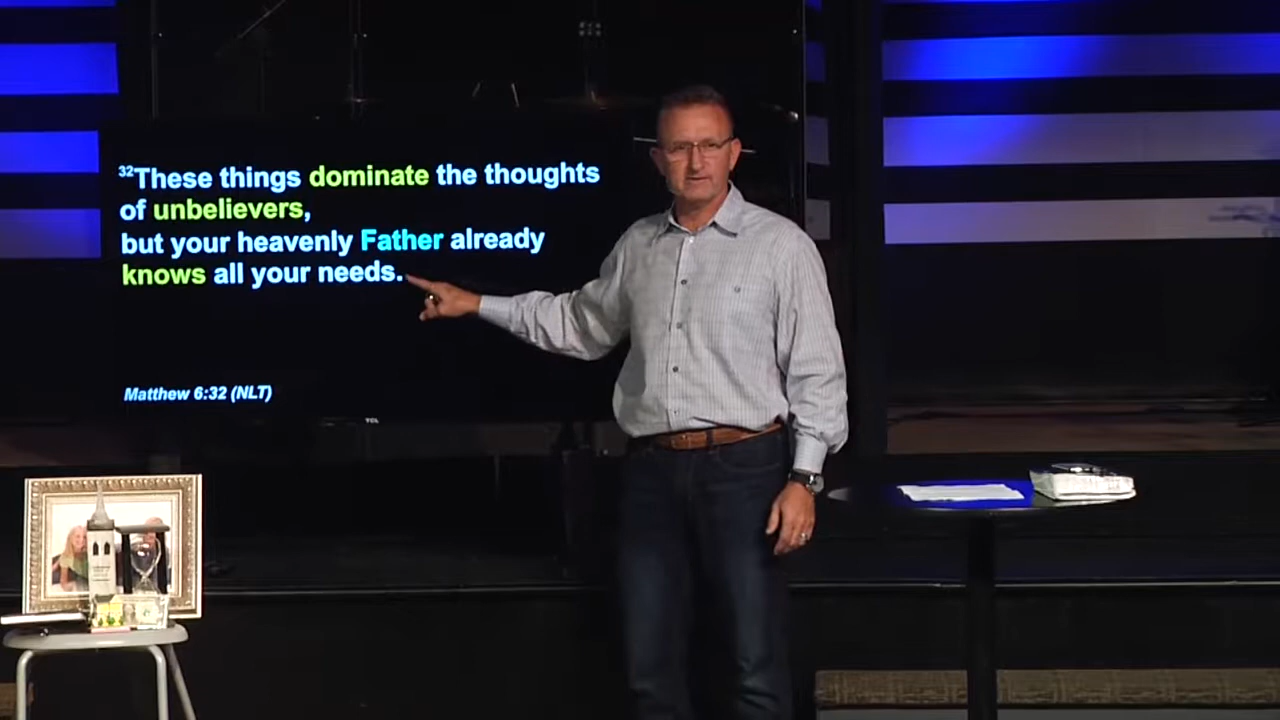 ³²These things dominate the thoughts
of unbelievers,
but your heavenly Father already
knows all your needs.
Matthew 6:32 (NLT)
TCL